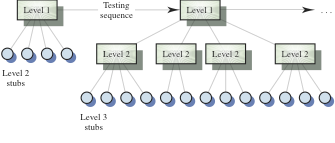 Level 1
Testing
sequence
Level 1
. . .
Level 2
Level 2
Level 2
Level 2
Level 2
stubs
Level 3
stubs